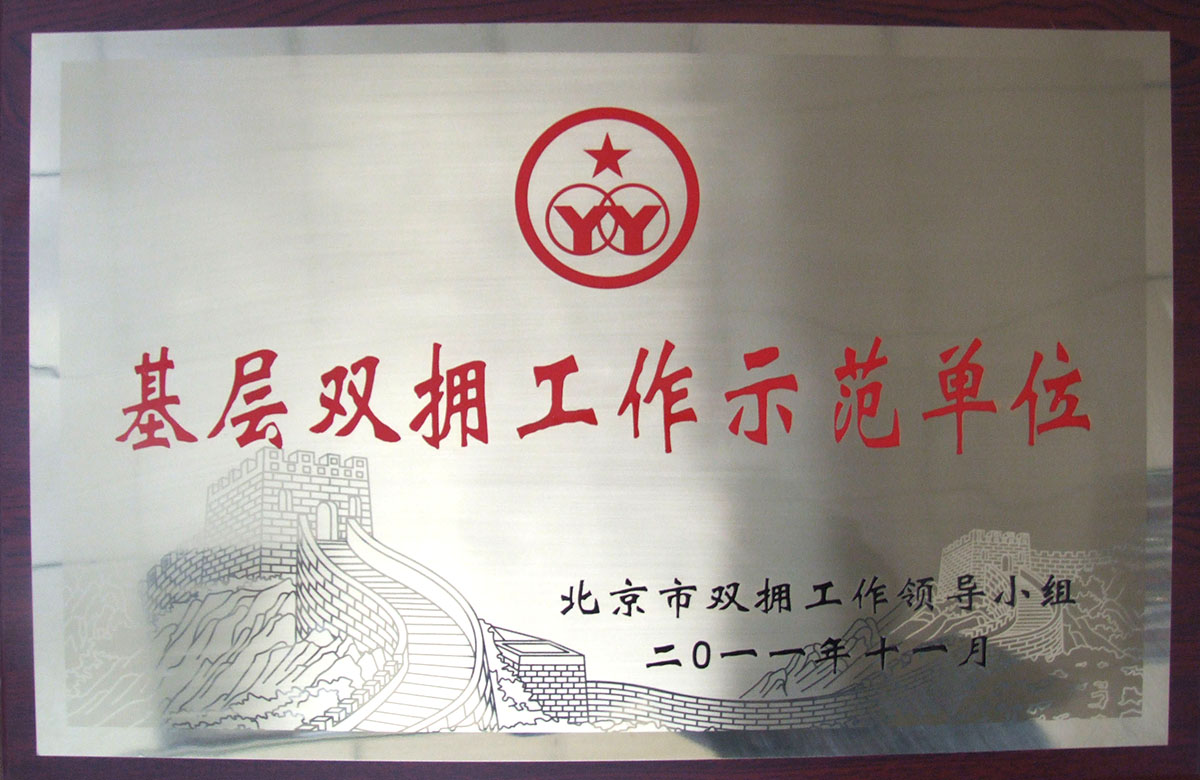 YY
基层双拥工作示范单位
北京市双拥工作领导小组
二0一一年十一月